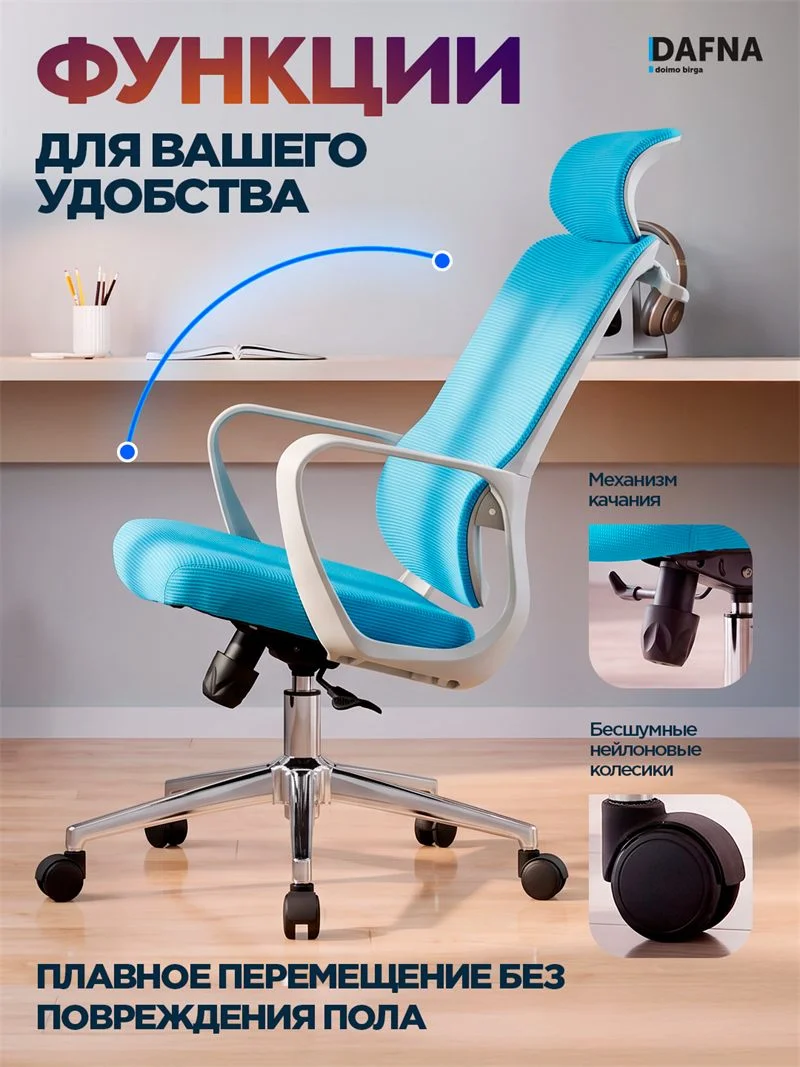 ФУНКЦИИ
DAFNA
doimo birga
ДЛЯ ВАШЕГО
УДОБСТВА
Механизм
качания
Бесшумные
нейлоновые
колесики
ПЛАВНОЕ ПЕРЕМЕЩЕНИЕ БЕЗ
ПОВРЕЖДЕНИЯ ПОЛА